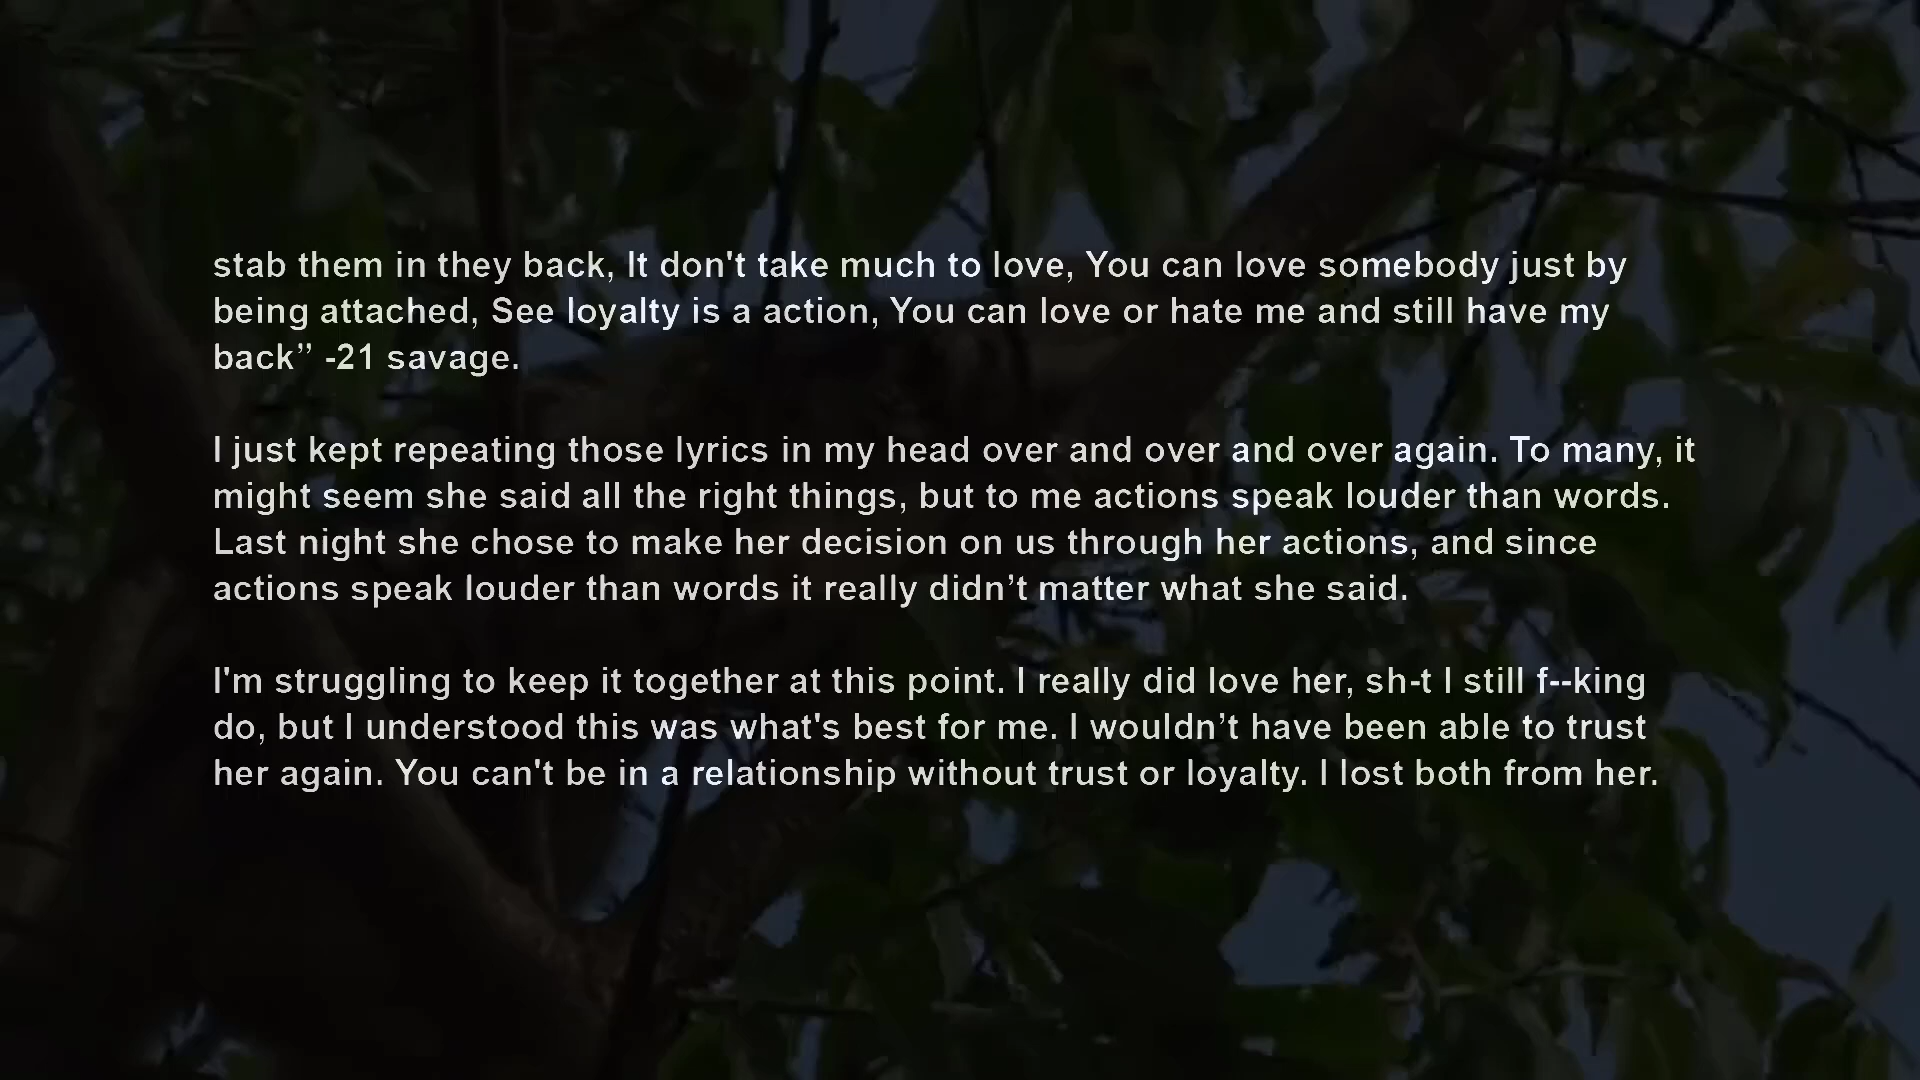 stab them in they back, It don't take much to love, You can love somebody just by
being attached, See loyalty is a action, You can love or hate me and still have my
back” -21 savage.
I just kept repeating those lyrics in my head over and over and over again. To many, it
might seem she said all the right things, but to me actions speak louder than words.
Last night she chose to make her decision on us through her actions, and since
actions speak louder than words it really didn’t matter what she said.
I'm struggling to keep it together at this point. I really did love her, sh-t I still f--king
do, but I understood this was what's best for me. I wouldn’t have been able to trust
her again. You can't be in a relationship without trust or loyalty. I lost both from her.